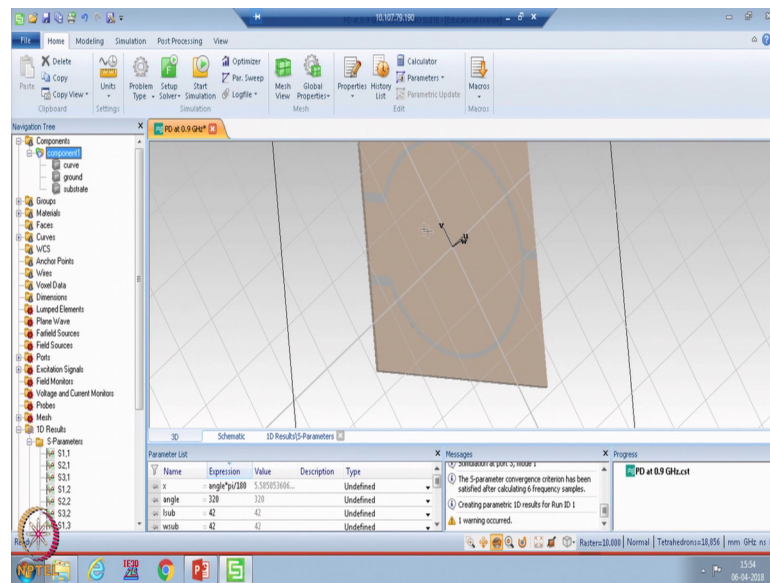 10.107.79.190
File Home Modeling Simulation Post Processing View
Paste
Delete
Copy
Copy View
Clipboard
Units
Settings
Problem Type
Setup Solver
Start Simulation
Optimizer
Par. Sweep
Logfile
Simulation
Mesh View
Global Properties
Mesh
Properties
History List
Calculator
Parameters
Parametric Update
Edit
Macros
Macros
Navigation Tree
PD at 0.9 GHz*
Components
component1
curve
ground
substrate
Groups
Materials
Faces
Curves
WCS
Anchor Points
Wires
Voxel Data
Dimensions
Lumped Elements
Plane Wave
Farfield Sources
Field Sources
Ports
Excitation Signals
Field Monitors
Voltage and Current Monitors
Probes
Mesh
1D Results
S-Parameters
S1,1
S2,1
S3,1
S1,2
S2,2
S3,2
S1,3
v
u
w
3D Schematic 1D Results\S-Parameters
Parameter List
Name Expression Value Description Type
x = angle*pi/180 5.585053606... Undefined
angle = 320 320 Undefined
lsub = 42 42 Undefined
wsub = 42 42 Undefined
Messages
Simulation at port 3, mode 1
The S-parameter convergence criterion has been
satisfied after calculating 6 frequency samples.
Creating parametric 1D results for Run ID 1
1 warning occurred.
Progress
PD at 0.9 GHz.cst
Raster=10.000 Normal Tetrahedrons=18,856 mm GHz ns
NPTEL
15:54
06-04-2018